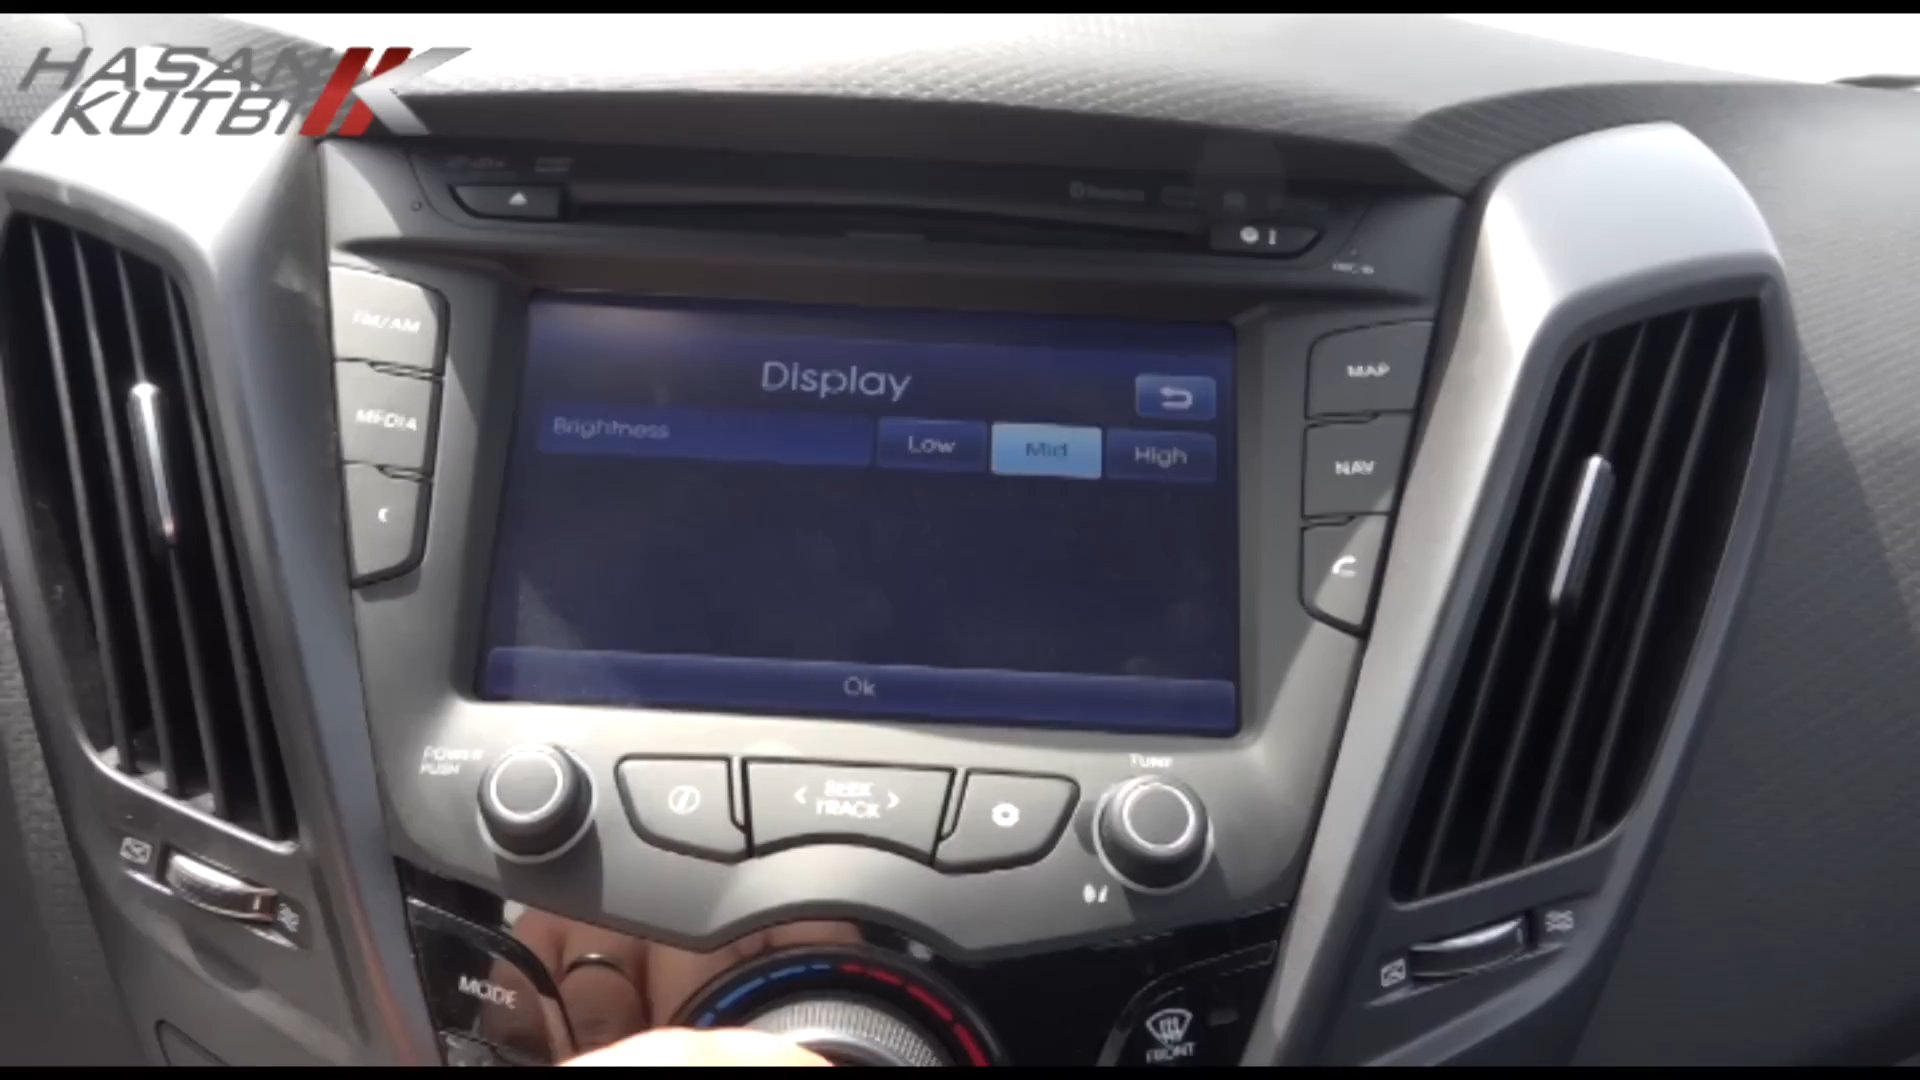 HASAN
KUTBI
FM/AM
MEDIA
Display
Brightness
Low
Mid
High
Ok
MAP
NAV
POWER
PUSH
SEEK
TRACK
TUNE
MODE
FRONT